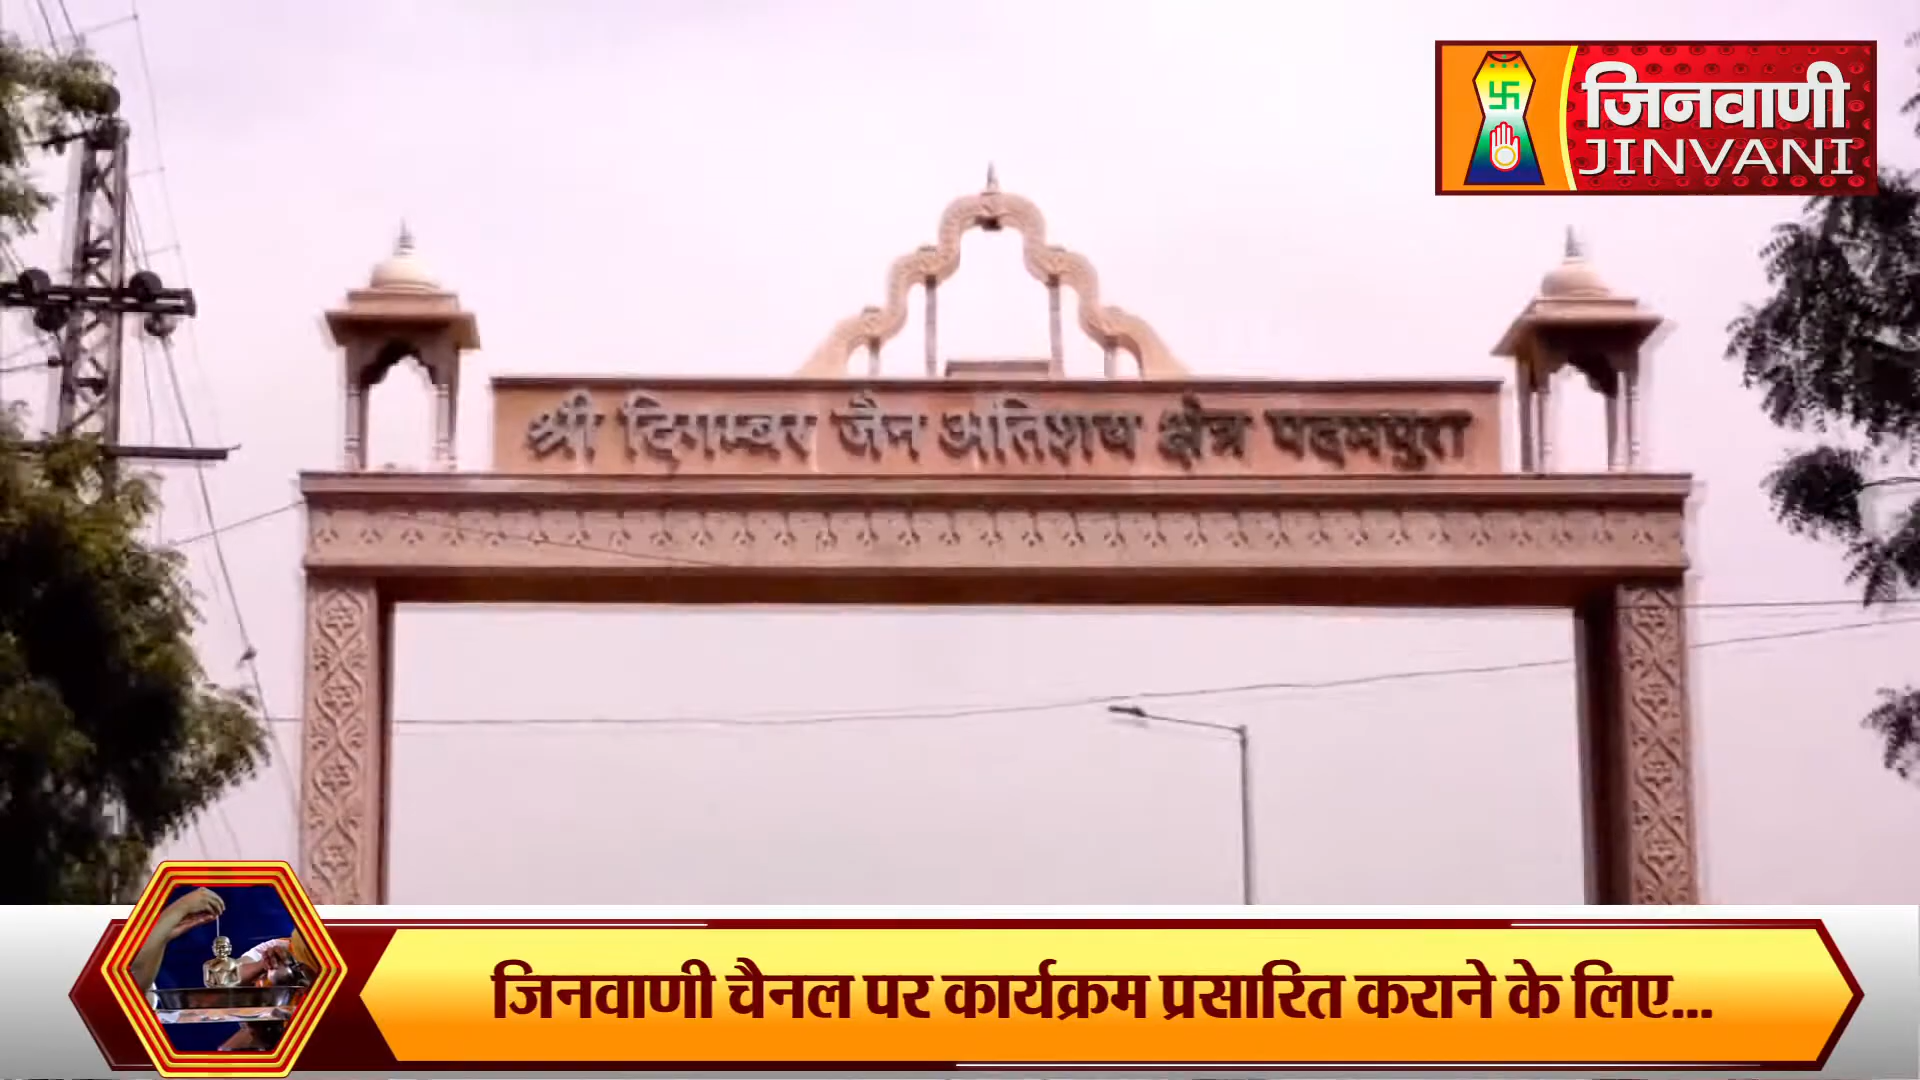 जिनवाणी
JINVANI
श्री दिगम्बर जैन अतिशय क्षेत्र पदमपुरा
जिनवाणी चैनल पर कार्यक्रम प्रसारित कराने के लिए...